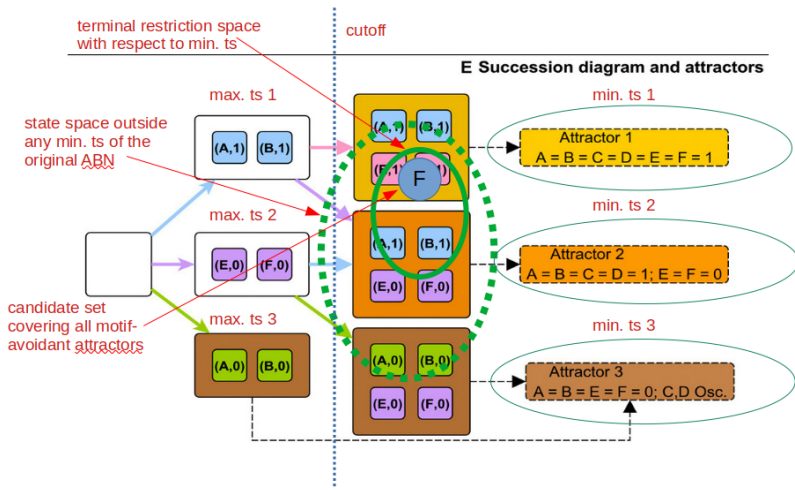 terminal restriction space
with respect to min. ts
cutoff
E Succession diagram and attractors
max. ts 1
min. ts 1
state space outside
any min. ts of the
original ABN
(A,1) (B,1)
(A,1) (B,1)
Attractor 1
A = B = C = D = E = F = 1
F
max. ts 2
min. ts 2
(E,0) (F,0)
(A,1) (B,1)
(E,0) (F,0)
Attractor 2
A = B = C = D = 1; E = F = 0
candidate set
covering all motif-
avoidant attractors
max. ts 3
min. ts 3
(A,0) (B,0)
(A,0) (B,0)
(E,0) (F,0)
Attractor 3
A = B = E = F = 0; C,D Osc.